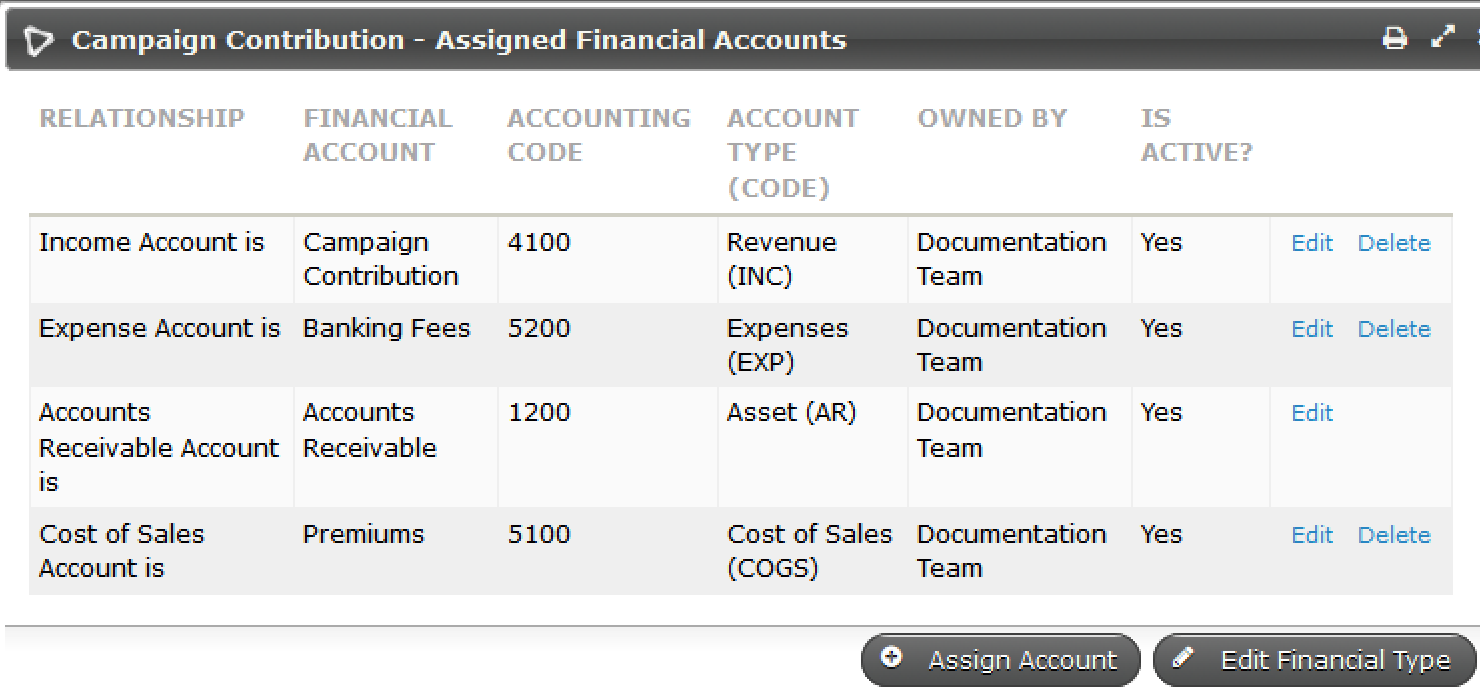 Campaign Contribution - Assigned Financial Accounts
RELATIONSHIP FINANCIAL ACCOUNTING ACCOUNT OWNED BY IS
ACCOUNT CODE TYPE ACTIVE?
(CODE)
Income Account is Campaign 4100 Revenue Documentation Yes Edit Delete
Contribution (INC) Team
Expense Account is Banking Fees 5200 Expenses Documentation Yes Edit Delete
(EXP) Team
Accounts Accounts 1200 Asset (AR) Documentation Yes Edit
Receivable Account Receivable Team
is
Cost of Sales Premiums 5100 Cost of Sales Documentation Yes Edit Delete
Account is (COGS) Team
Assign Account Edit Financial Type